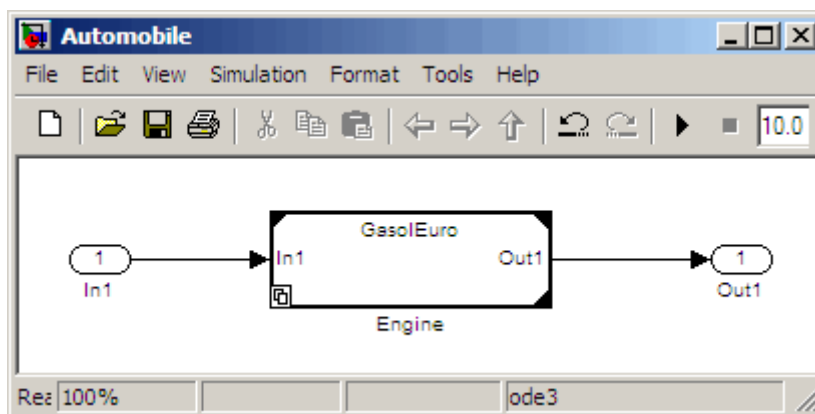 Automobile
File Edit View Simulation Format Tools Help
10.0
GasolEuro
1 In1 Out1 1
In1 Out1
Engine
Rea 100% ode3